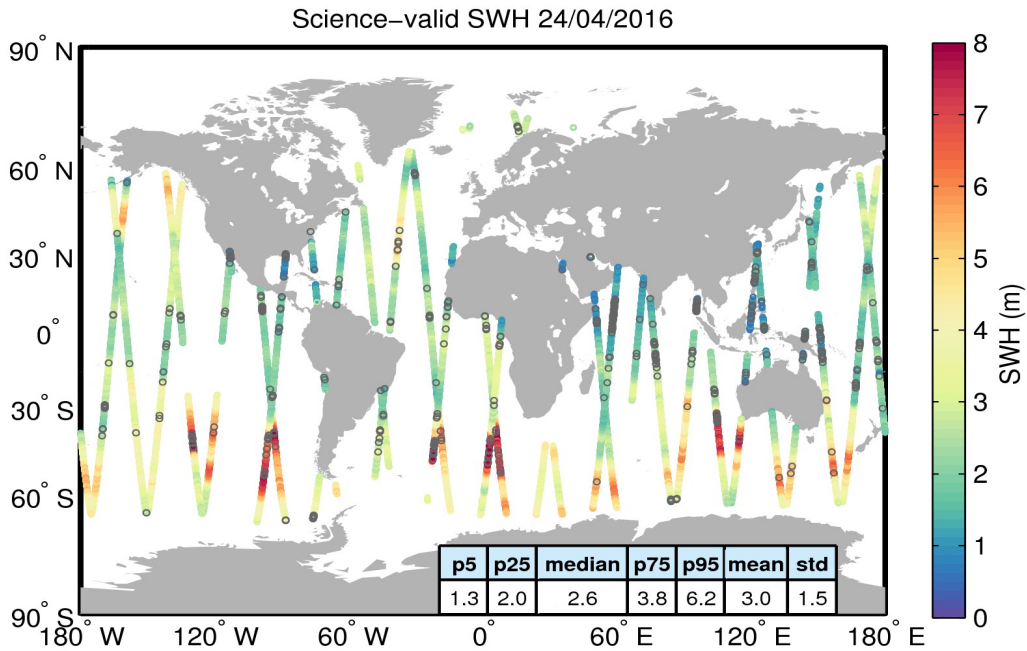 Science−valid SWH 24/04/2016
90° N
60° N
30° N
0°
30° S
60° S
90° S
180° W
120° W
60° W
0°
60° E
120° E
180° E
p5 p25 median p75 p95 mean std
1.3 2.0 2.6 3.8 6.2 3.0 1.5
8
7
6
5
4
3
2
1
0
SWH (m)